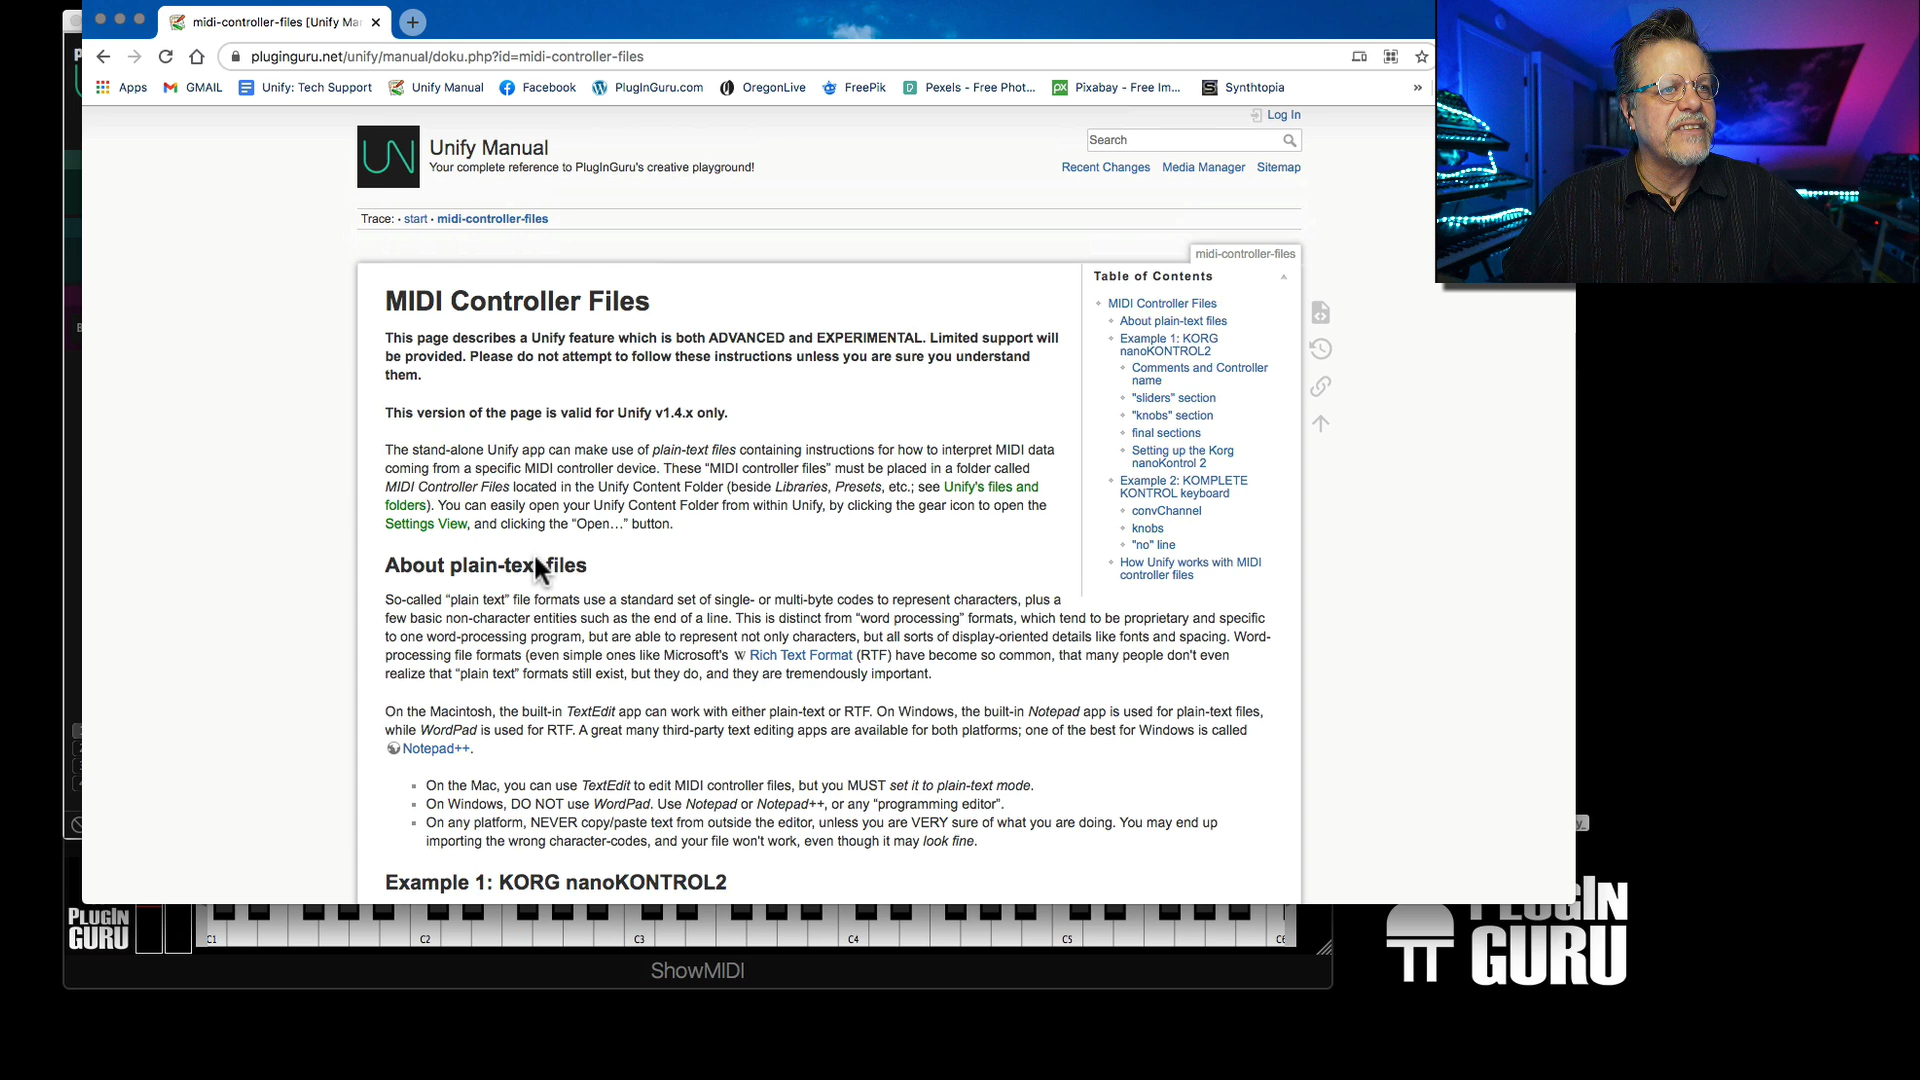 midi-controller-files [Unify Ma
pluginguru.net/unify/manual/doku.php?id=midi-controller-files
Apps GMAIL Unify: Tech Support Unify Manual Facebook PlugInGuru.com OregonLive FreePik Pexels - Free Phot... Pixabay - Free Im... Synthtopia »
Log In
Unify Manual
Your complete reference to PlugInGuru's creative playground!
Search
Recent Changes Media Manager Sitemap
Trace: • start • midi-controller-files
midi-controller-files
Table of Contents
MIDI Controller Files
About plain-text files
Example 1: KORG
nanoKONTROL2
Comments and Controller
name
"sliders" section
"knobs" section
final sections
Setting up the Korg
nanoKontrol 2
Example 2: KOMPLETE
KONTROL keyboard
convChannel
knobs
"no" line
How Unify works with MIDI
controller files
MIDI Controller Files
This page describes a Unify feature which is both ADVANCED and EXPERIMENTAL. Limited support will
be provided. Please do not attempt to follow these instructions unless you are sure you understand
them.
This version of the page is valid for Unify v1.4.x only.
The stand-alone Unify app can make use of plain-text files containing instructions for how to interpret MIDI data
coming from a specific MIDI controller device. These “MIDI controller files” must be placed in a folder called
MIDI Controller Files located in the Unify Content Folder (beside Libraries, Presets, etc.; see Unify's files and
folders). You can easily open your Unify Content Folder from within Unify, by clicking the gear icon to open the
Settings View, and clicking the “Open…” button.
About plain-text files
So-called “plain text” file formats use a standard set of single- or multi-byte codes to represent characters, plus a
few basic non-character entities such as the end of a line. This is distinct from “word processing” formats, which tend to be proprietary and specific
to one word-processing program, but are able to represent not only characters, but all sorts of display-oriented details like fonts and spacing. Word-
processing file formats (even simple ones like Microsoft's W Rich Text Format (RTF) have become so common, that many people don't even
realize that “plain text” formats still exist, but they do, and they are tremendously important.
On the Macintosh, the built-in TextEdit app can work with either plain-text or RTF. On Windows, the built-in Notepad app is used for plain-text files,
while WordPad is used for RTF. A great many third-party text editing apps are available for both platforms; one of the best for Windows is called
Notepad++.
On the Mac, you can use TextEdit to edit MIDI controller files, but you MUST set it to plain-text mode.
On Windows, DO NOT use WordPad. Use Notepad or Notepad++, or any “programming editor”.
On any platform, NEVER copy/paste text from outside the editor, unless you are VERY sure of what you are doing. You may end up
importing the wrong character-codes, and your file won't work, even though it may look fine.
Example 1: KORG nanoKONTROL2
PLUGIN
GURU
C1 C2 C3 C4 C5 C6
ShowMIDI
PLUGIN
GURU